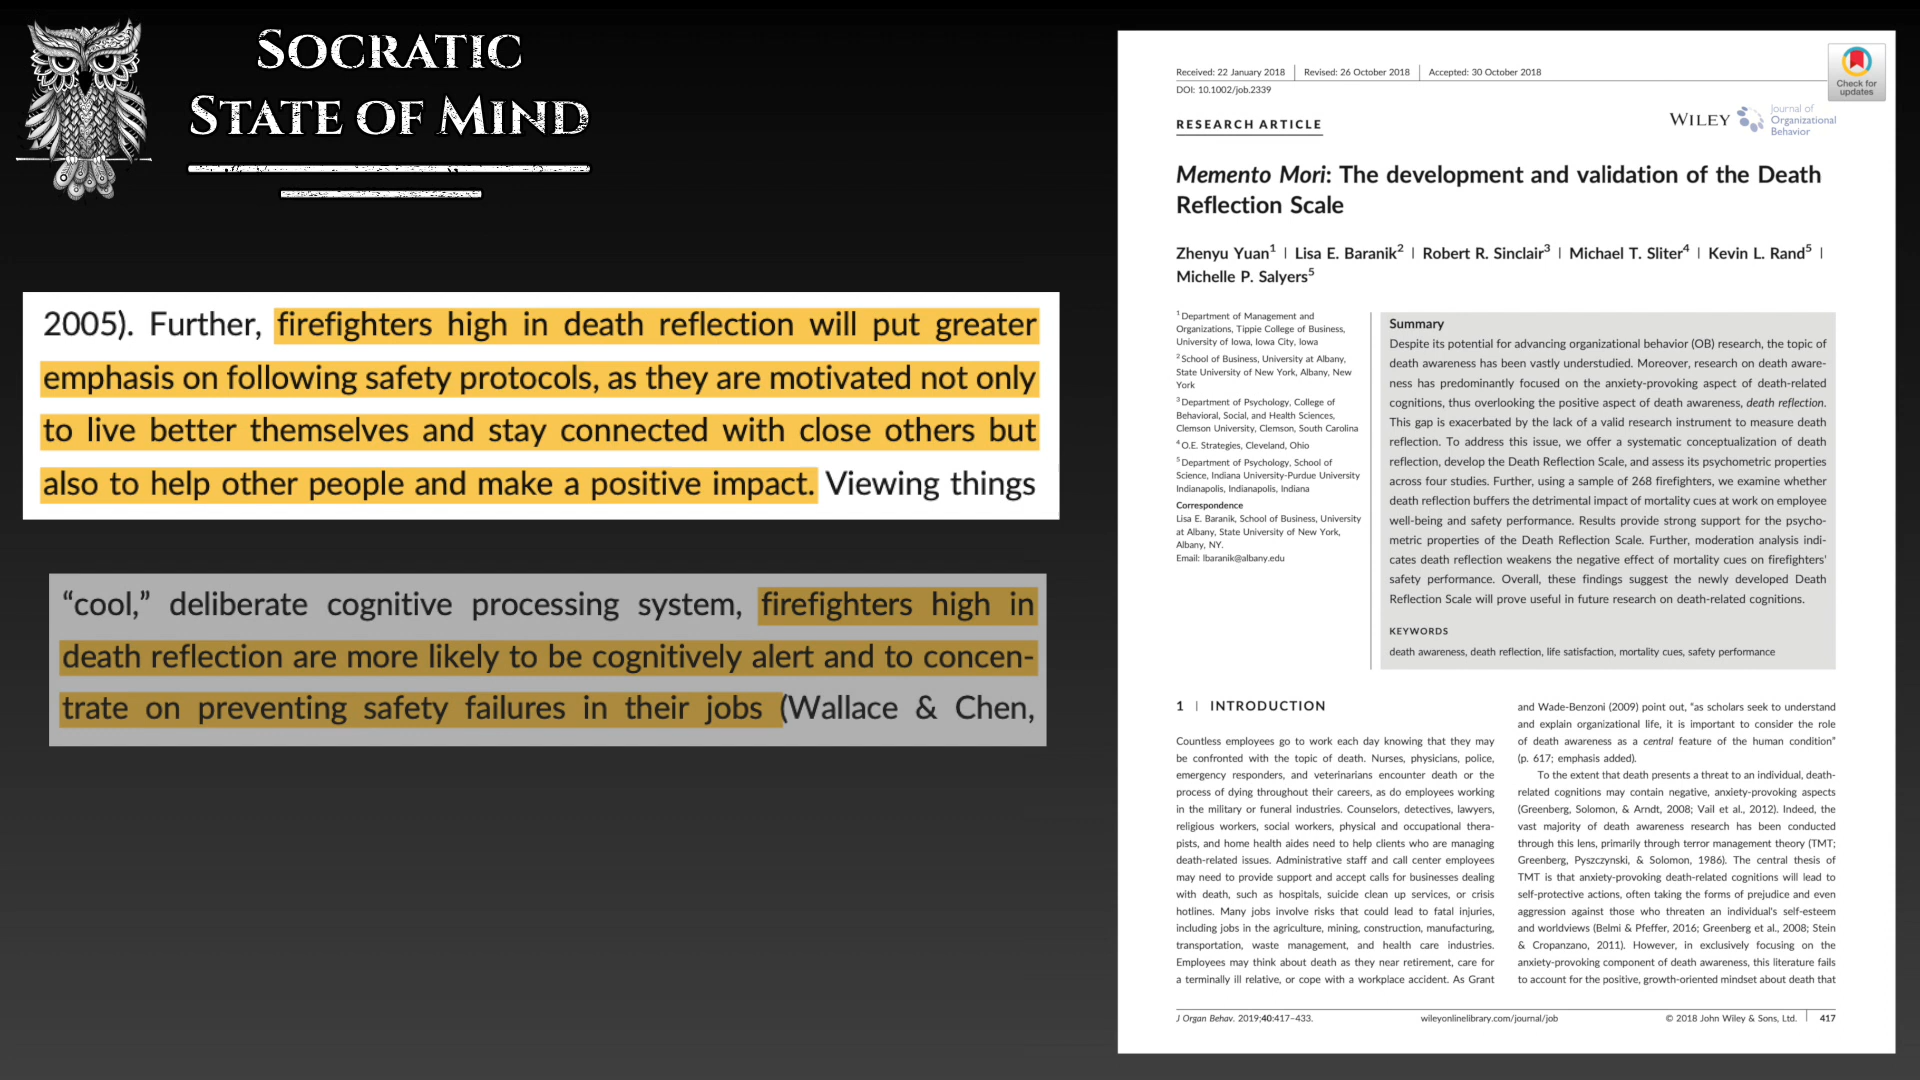 SOCRATIC
STATE OF MIND
2005). Further, firefighters high in death reflection will put greater
emphasis on following safety protocols, as they are motivated not only
to live better themselves and stay connected with close others but
also to help other people and make a positive impact. Viewing things
“cool,” deliberate cognitive processing system, firefighters high in
death reflection are more likely to be cognitively alert and to concen-
trate on preventing safety failures in their jobs (Wallace & Chen,
Received: 22 January 2018 | Revised: 26 October 2018 | Accepted: 30 October 2018
DOI: 10.1002/job.2339
Check for
updates
RESEARCH ARTICLE
WILEY
Journal of
Organizational
Behavior
Memento Mori: The development and validation of the Death
Reflection Scale
Zhenyu Yuan1 | Lisa E. Baranik2 | Robert R. Sinclair3 | Michael T. Sliter4 | Kevin L. Rand5 |
Michelle P. Salyers5
1 Department of Management and
Organizations, Tippie College of Business,
University of Iowa, Iowa City, Iowa
2 School of Business, University at Albany,
State University of New York, Albany, New
York
3 Department of Psychology, College of
Behavioral, Social, and Health Sciences,
Clemson University, Clemson, South Carolina
4 O.E. Strategies, Cleveland, Ohio
5 Department of Psychology, School of
Science, Indiana University-Purdue University
Indianapolis, Indianapolis, Indiana
Correspondence
Lisa E. Baranik, School of Business, University
at Albany, State University of New York,
Albany, NY.
Email: lbaranik@albany.edu
Summary
Despite its potential for advancing organizational behavior (OB) research, the topic of
death awareness has been vastly understudied. Moreover, research on death aware-
ness has predominantly focused on the anxiety-provoking aspect of death-related
cognitions, thus overlooking the positive aspect of death awareness, death reflection.
This gap is exacerbated by the lack of a valid research instrument to measure death
reflection. To address this issue, we offer a systematic conceptualization of death
reflection, develop the Death Reflection Scale, and assess its psychometric properties
across four studies. Further, using a sample of 268 firefighters, we examine whether
death reflection buffers the detrimental impact of mortality cues at work on employee
well-being and safety performance. Results provide strong support for the psycho-
metric properties of the Death Reflection Scale. Further, moderation analysis indi-
cates death reflection weakens the negative effect of mortality cues on firefighters'
safety performance. Overall, these findings suggest the newly developed Death
Reflection Scale will prove useful in future research on death-related cognitions.
KEYWORDS
death awareness, death reflection, life satisfaction, mortality cues, safety performance
1 | INTRODUCTION
Countless employees go to work each day knowing that they may
be confronted with the topic of death. Nurses, physicians, police,
emergency responders, and veterinarians encounter death or the
process of dying throughout their careers, as do employees working
in the military or funeral industries. Counselors, detectives, lawyers,
religious workers, social workers, physical and occupational thera-
pists, and home health aides need to help clients who are managing
death-related issues. Administrative staff and call center employees
may need to provide support and accept calls for businesses dealing
with death, such as hospitals, suicide clean up services, or crisis
hotlines. Many jobs involve risks that could lead to fatal injuries,
including jobs in the agriculture, mining, construction, manufacturing,
transportation, waste management, and health care industries.
Employees may think about death as they near retirement, care for
a terminally ill relative, or cope with a workplace accident. As Grant
and Wade-Benzoni (2009) point out, “as scholars seek to understand
and explain organizational life, it is important to consider the role
of death awareness as a central feature of the human condition”
(p. 617; emphasis added).
To the extent that death presents a threat to an individual, death-
related cognitions may contain negative, anxiety-provoking aspects
(Greenberg, Solomon, & Arndt, 2008; Vail et al., 2012). Indeed, the
vast majority of death awareness research has been conducted
through this lens, primarily through terror management theory (TMT;
Greenberg, Pyszczynski, & Solomon, 1986). The central thesis of
TMT is that anxiety-provoking death-related cognitions will lead to
self-protective actions, often taking the forms of prejudice and even
aggression against those who threaten an individual's self-esteem
and worldviews (Belmi & Pfeffer, 2016; Greenberg et al., 2008; Stein
& Cropanzano, 2011). However, in exclusively focusing on the
anxiety-provoking component of death awareness, this literature fails
to account for the positive, growth-oriented mindset about death that
J Organ Behav. 2019;40:417–433.
wileyonlinelibrary.com/journal/job
© 2018 John Wiley & Sons, Ltd. | 417